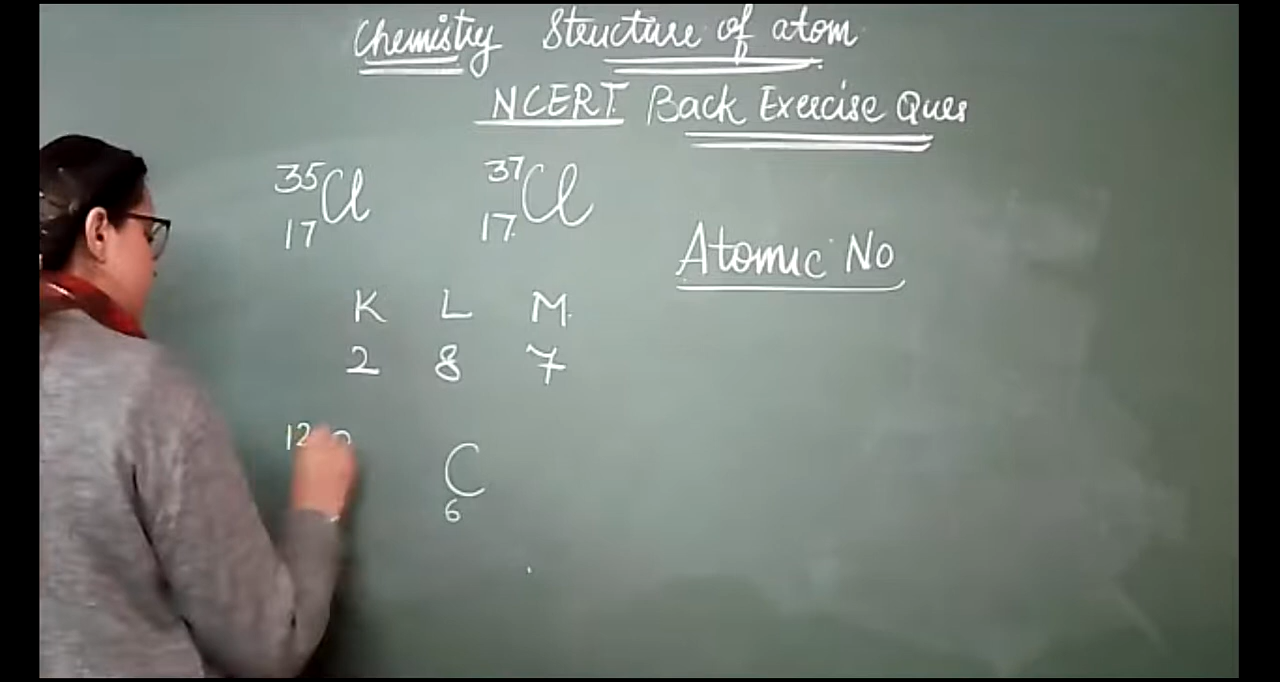 Chemistry Structure of atom
NCERT Back Exercise Ques
35 Cl 17 37 Cl 17
Atomic No
K L M
2 8 7
12
C 6